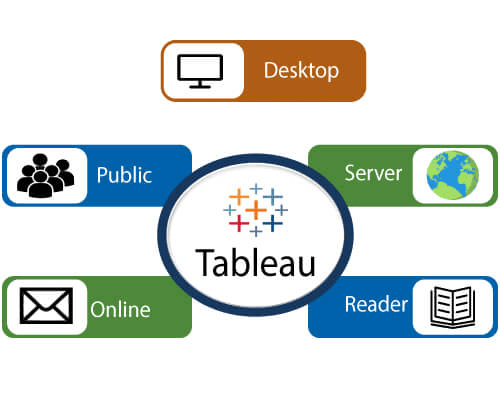 Desktop
Public
Server
Tableau
Online
Reader